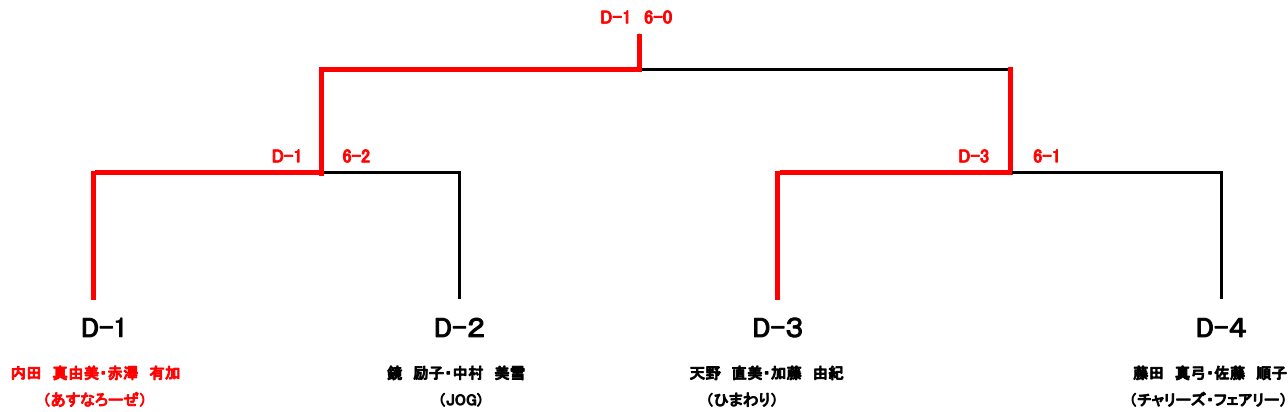 D-1 6-0
D-1 6-2
D-3 6-1
D-1
D-2
D-3
D-4
内田 真由美・赤澤 有加
鏡 励子・中村 美雪
天野 直美・加藤 由紀
藤田 真弓・佐藤 順子
(あすなろーぜ)
(JOG)
(ひまわり)
(チャリーズ・フェアリー)